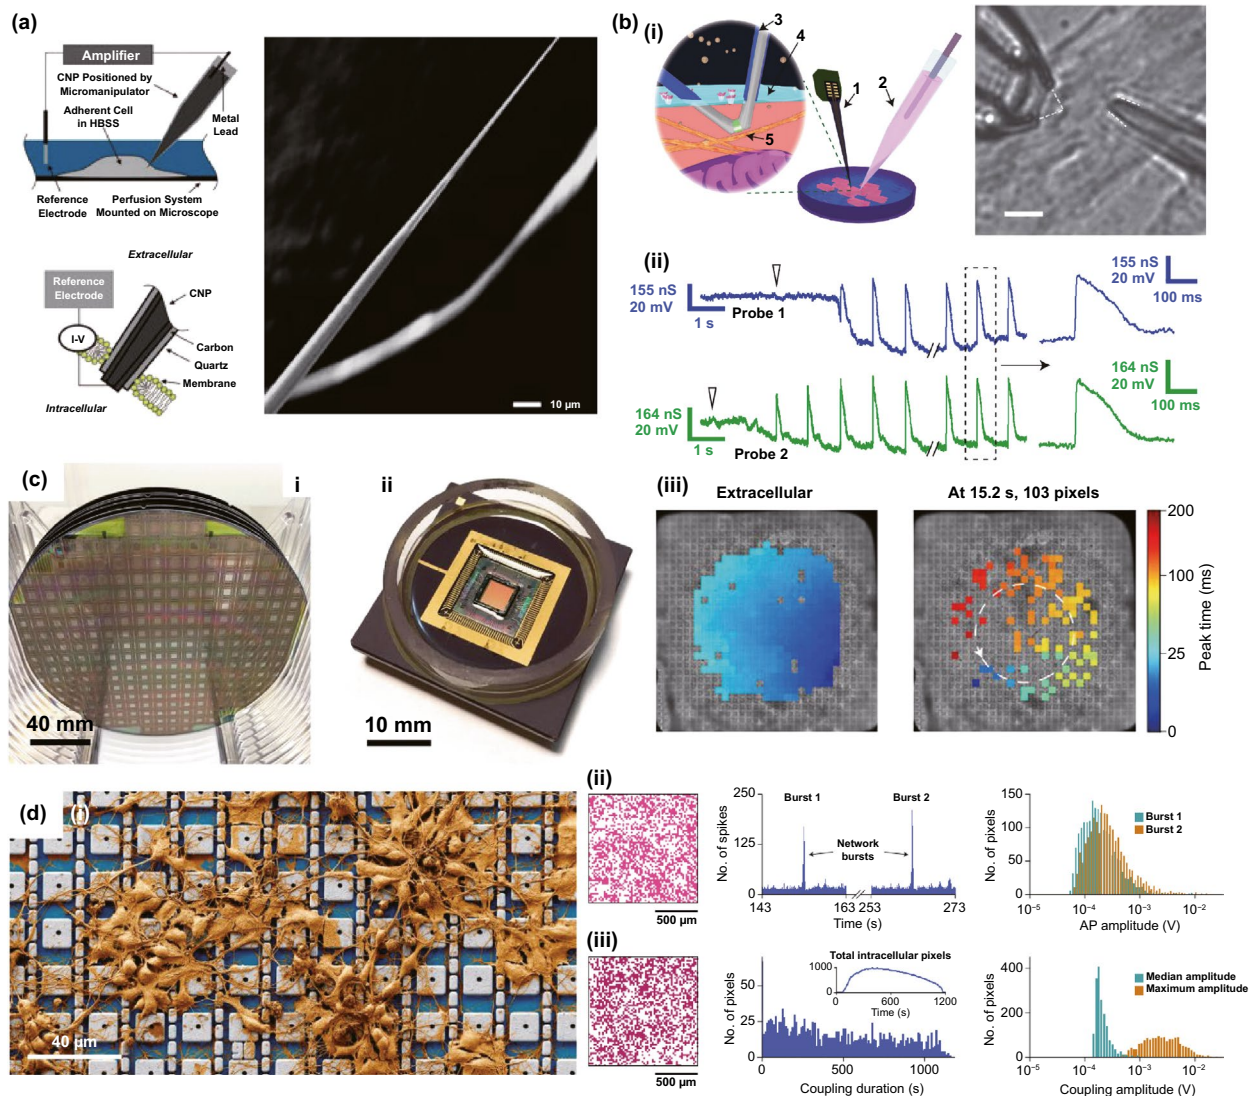 (a)
Amplifier
CNP Positioned by
Micromanipulator
Adherent Cell
in HBSS
Metal
Lead
Reference
Electrode
Perfusion System
Mounted on Microscope
Extracellular
Reference
Electrode
CNP
I-V
Carbon
Quartz
Membrane
Intracellular
10 µm
(b)
(i)
3
4
1
2
5
(ii)
155 nS
20 mV
1 s
Probe 1
155 nS
20 mV
100 ms
164 nS
20 mV
1 s
Probe 2
164 nS
20 mV
100 ms
(iii)
Extracellular
At 15.2 s, 103 pixels
200
100
25
0
Peak time (ms)
(c)
i
40 mm
ii
10 mm
(d)
(i)
40 µm
(ii)
500 µm
No. of spikes
250
125
0
Burst 1
Burst 2
Network
bursts
143
163
253
273
Time (s)
No. of pixels
150
100
50
0
Burst 1
Burst 2
10⁻⁵
10⁻⁴
10⁻³
10⁻²
AP amplitude (V)
(iii)
500 µm
No. of pixels
50
25
0
Total intracellular pixels
1000
0
0
600
1200
Time (s)
0
500
1000
Coupling duration (s)
No. of pixels
400
200
0
Median amplitude
Maximum amplitude
10⁻⁵
10⁻⁴
10⁻³
10⁻²
Coupling amplitude (V)